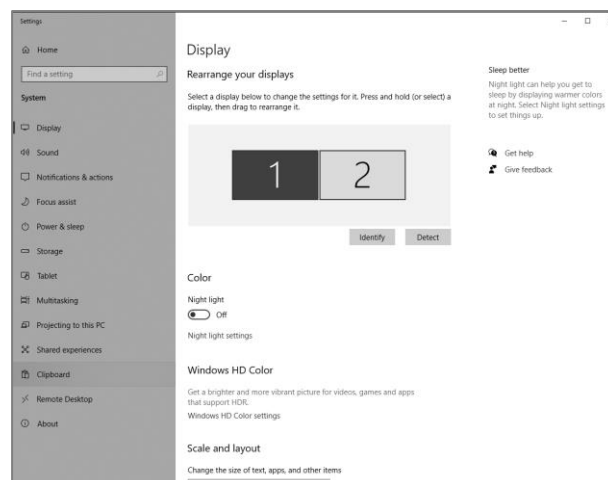 Settings
Home
Find a setting
System
Display
Sound
Notifications & actions
Focus assist
Power & sleep
Storage
Tablet
Multitasking
Projecting to this PC
Shared experiences
Clipboard
Remote Desktop
About
Display
Rearrange your displays
Select a display below to change the settings for it. Press and hold (or select) a
display, then drag to rearrange it.
1 2
Identify Detect
Color
Night light
Off
Night light settings
Windows HD Color
Get a brighter and more vibrant picture for videos, games and apps
that support HDR.
Windows HD Color settings
Scale and layout
Change the size of text, apps, and other items
Sleep better
Night light can help you get to
sleep by displaying warmer colors
at night. Select Night light settings
to set things up.
Get help
Give feedback